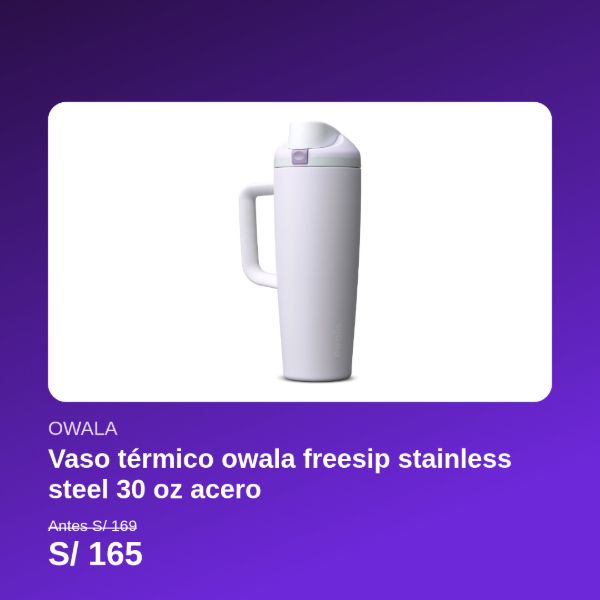 OWALA
Vaso térmico owala freesip stainless
steel 30 oz acero
Antes S/ 169
S/ 165